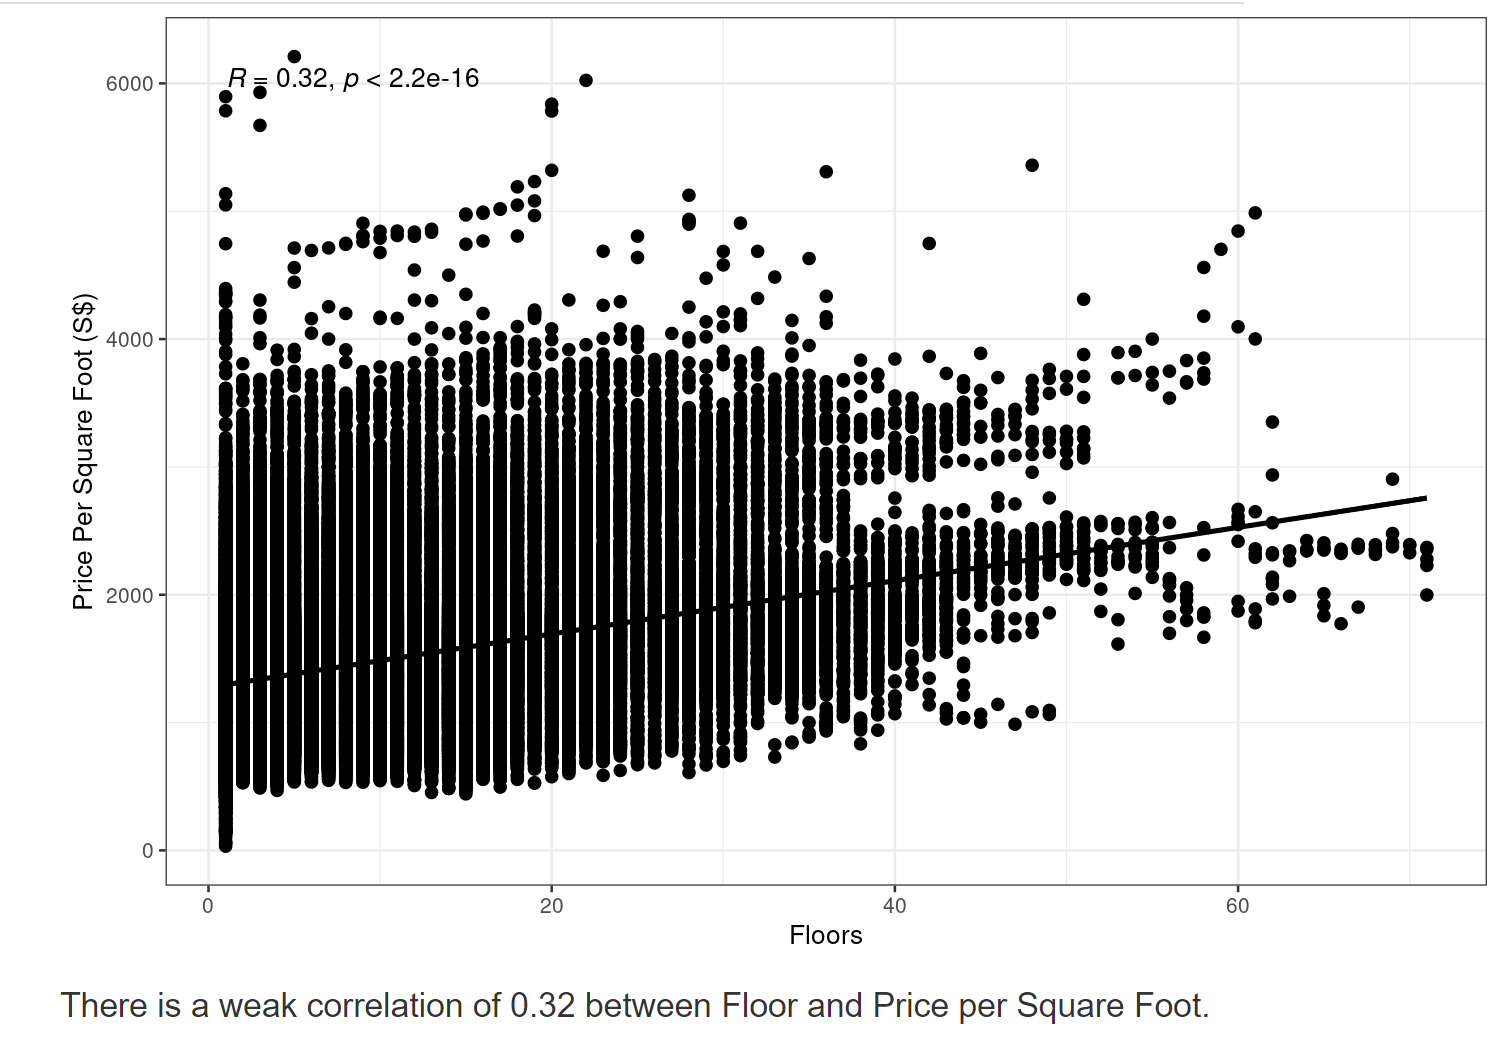 R = 0.32, p < 2.2e-16
6000
4000
2000
0
Price Per Square Foot (S$)
0 20 40 60
Floors
There is a weak correlation of 0.32 between Floor and Price per Square Foot.